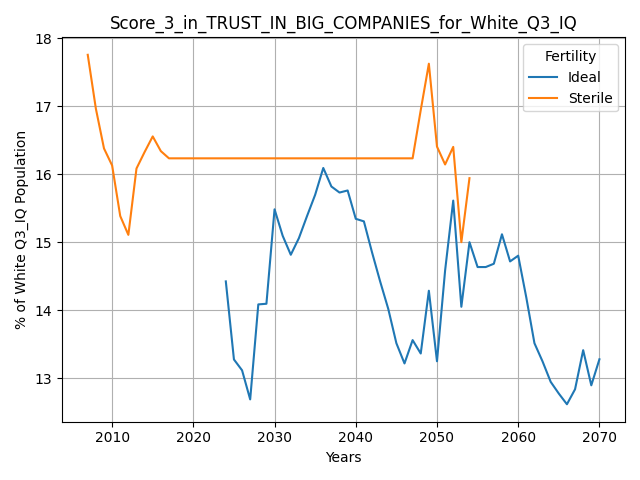 Score_3_in_TRUST_IN_BIG_COMPANIES_for_White_Q3_IQ
% of White Q3_IQ Population
18
17
16
15
14
13
Fertility
Ideal
Sterile
2010 2020 2030 2040 2050 2060 2070
Years